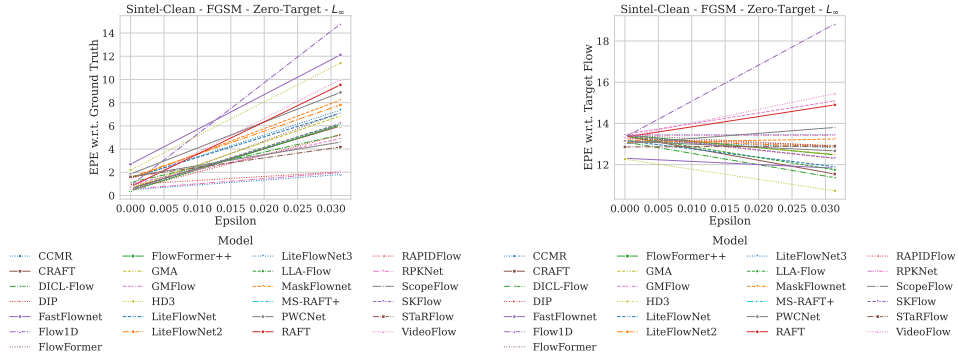 Sintel-Clean - FGSM - Zero-Target - L∞
EPE w.r.t. Ground Truth
14
12
10
8
6
4
2
0
0.000 0.005 0.010 0.015 0.020 0.025 0.030
Epsilon
Model
CCMR FlowFormer++ LiteFlowNet3 RAPIDFlow
CRAFT GMA LLA-Flow RPKNet
DICL-Flow GMFlow MaskFlownet ScopeFlow
DIP HD3 MS-RAFT+ SKFlow
FastFlownet LiteFlowNet PWCNet STaRFlow
Flow1D LiteFlowNet2 RAFT VideoFlow
FlowFormer
Sintel-Clean - FGSM - Zero-Target - L∞
EPE w.r.t. Target Flow
18
16
14
12
0.000 0.005 0.010 0.015 0.020 0.025 0.030
Epsilon
Model
CCMR FlowFormer++ LiteFlowNet3 RAPIDFlow
CRAFT GMA LLA-Flow RPKNet
DICL-Flow GMFlow MaskFlownet ScopeFlow
DIP HD3 MS-RAFT+ SKFlow
FastFlownet LiteFlowNet PWCNet STaRFlow
Flow1D LiteFlowNet2 RAFT VideoFlow
FlowFormer